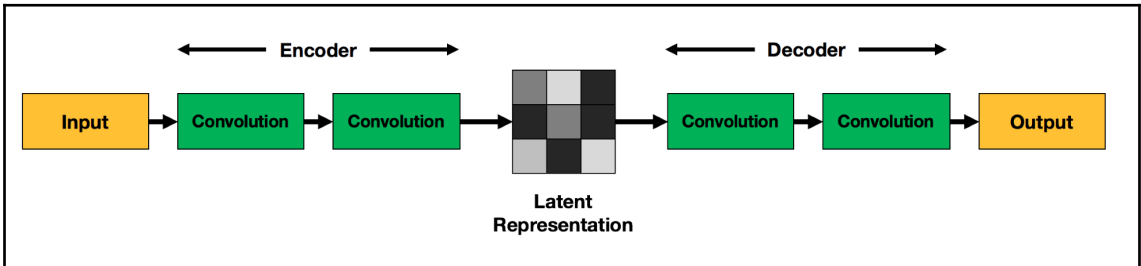 Encoder
Decoder
Input
Convolution
Convolution
Convolution
Convolution
Output
Latent
Representation